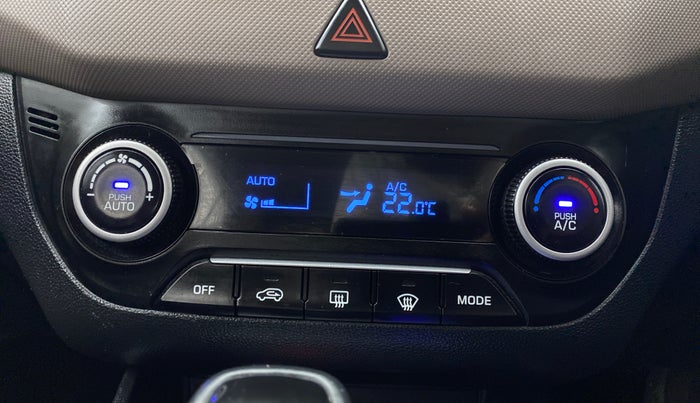 AUTO
A/C
22.0℃
- PUSH AUTO +
PUSH
A/C
OFF
MODE